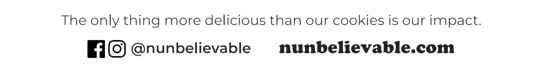 The only thing more delicious than our cookies is our impact.
@nunbelievable nunbelievable.com